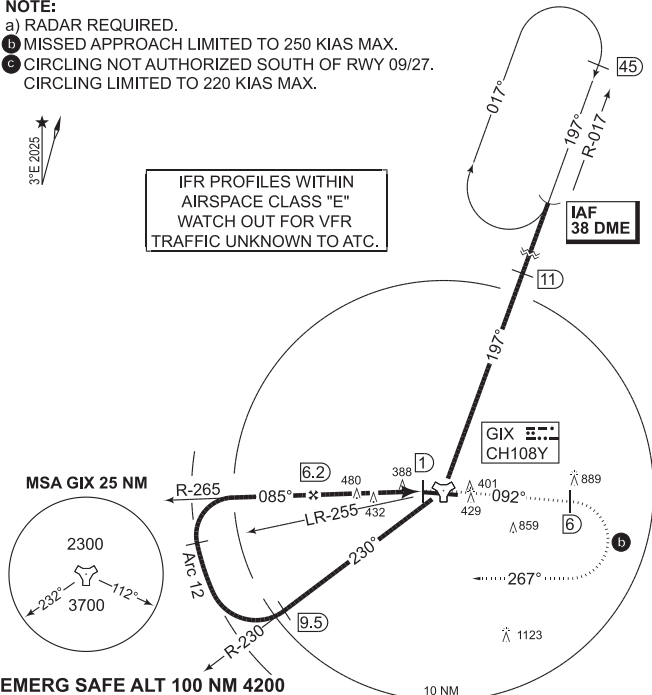 NOTE:
a) RADAR REQUIRED.
b MISSED APPROACH LIMITED TO 250 KIAS MAX.
c CIRCLING NOT AUTHORIZED SOUTH OF RWY 09/27.
CIRCLING LIMITED TO 220 KIAS MAX.
45
017°
197°
R-017
3°E 2025
IFR PROFILES WITHIN
AIRSPACE CLASS "E"
WATCH OUT FOR VFR
TRAFFIC UNKNOWN TO ATC.
IAF
38 DME
11
197°
GIX
CH108Y
6.2
1
480
388
401
889
MSA GIX 25 NM
R-265
085°
432
429
092°
LR-255
6
859
b
2300
230°
267°
Arc 12
232°
112°
3700
9.5
R-230
1123
EMERG SAFE ALT 100 NM 4200
10 NM